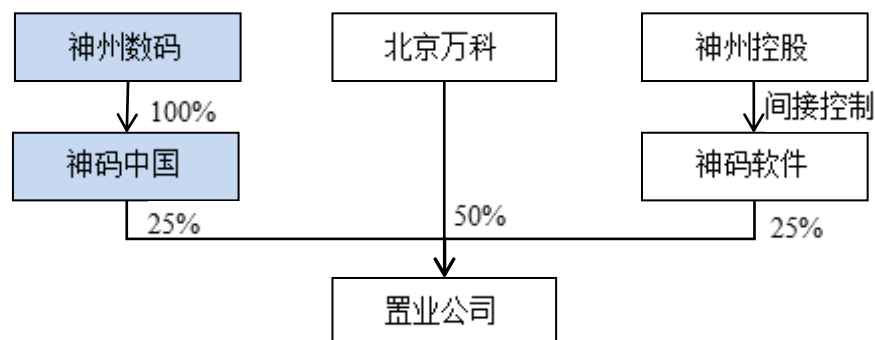 神州数码
北京万科
神州控股
100%
间接控制
神码中国
神码软件
25%
50%
25%
置业公司